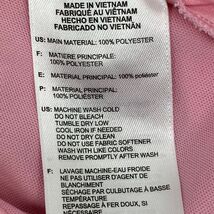 MADE IN VIETNAM
FABRIQUÉ AU VIÊTNAM
HECHO EN VIETNAM
FABRICADO NO VIETNAM
US: MAIN MATERIAL: 100% POLYESTER
F: MATIERE PRINCIPALE: 100% POLYESTER
E: MATERIAL PRINCIPAL: 100% poliéster
P: MATERIAL PRINCIPAL: 100% POLIÉSTER
US: MACHINE WASH COLD
DO NOT BLEACH
TUMBLE DRY LOW
COOL IRON IF NEEDED
DO NOT DRY CLEAN
DO NOT USE FABRIC SOFTENER
WASH WITH LIKE COLORS
REMOVE PROMPTLY AFTER WASH
F: LAVAGE MACHINE-EAU FROIDE
NE PAS UTILISER D'AGENT DE
BLANCHIMENT
SÉCHAGE PAR CULBUTAGE À BASSE
TEMPÉRATURE
REPASSAGE À FER DOUX, SI